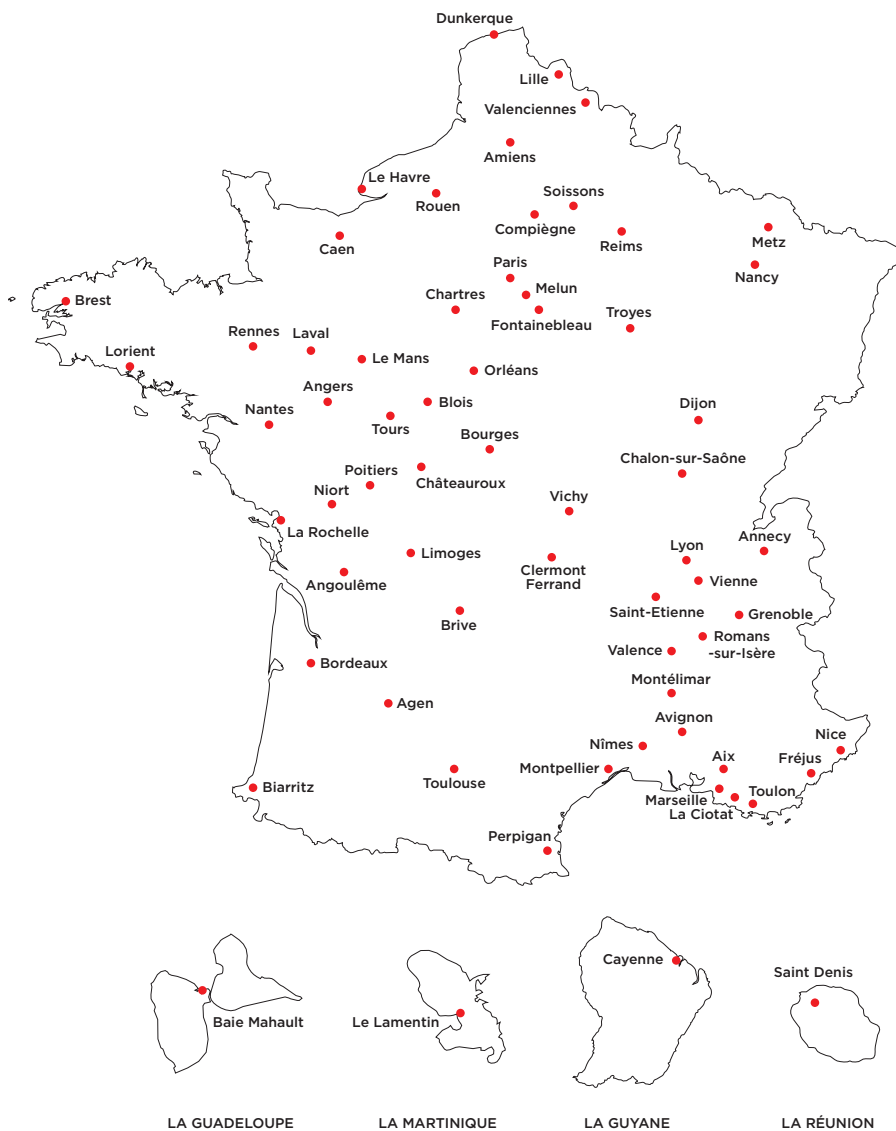 Dunkerque
Lille
Valenciennes
Amiens
Le Havre
Rouen
Soissons
Compiègne
Reims
Metz
Caen
Nancy
Paris
Melun
Chartres
Fontainebleau
Troyes
Brest
Rennes
Laval
Le Mans
Lorient
Orléans
Angers
Blois
Nantes
Tours
Dijon
Bourges
Chalon-sur-Saône
Poitiers
Châteauroux
Niort
Vichy
La Rochelle
Annecy
Lyon
Limoges
Clermont
Ferrand
Vienne
Angoulême
Saint-Etienne
Grenoble
Brive
Romans
-sur-Isère
Valence
Bordeaux
Montélimar
Agen
Avignon
Nice
Nîmes
Aix
Fréjus
Montpellier
Toulouse
Biarritz
Marseille
Toulon
La Ciotat
Perpigan
Cayenne
Saint Denis
Baie Mahault
Le Lamentin
LA GUADELOUPE
LA MARTINIQUE
LA GUYANE
LA RÉUNION